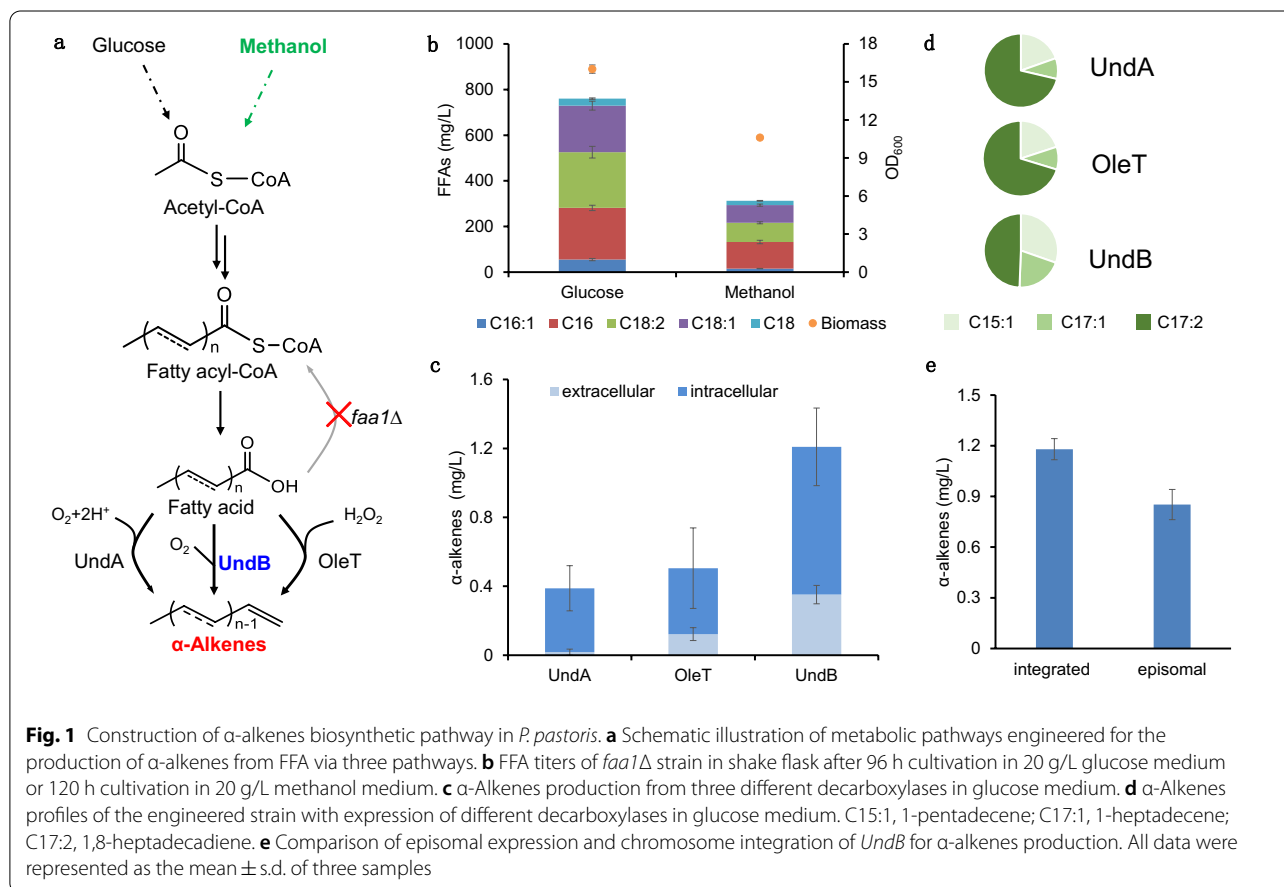 a
Glucose
Methanol
O
S
CoA
Acetyl-CoA
O
n
S
CoA
Fatty acyl-CoA
faa1Δ
O
n
OH
Fatty acid
O2+2H+
H2O2
O2
UndA
UndB
OleT
n-1
α-Alkenes
b
1000
800
600
400
200
0
FFAs (mg/L)
18
15
12
9
6
3
0
OD600
Glucose
Methanol
C16:1
C16
C18:2
C18:1
C18
Biomass
c
1.6
1.2
0.8
0.4
0
α-alkenes (mg/L)
extracellular
intracellular
UndA
OleT
UndB
d
UndA
OleT
UndB
C15:1
C17:1
C17:2
e
1.5
1.2
0.9
0.6
0.3
0
α-alkenes (mg/L)
integrated
episomal
Fig. 1 Construction of α-alkenes biosynthetic pathway in P. pastoris. a Schematic illustration of metabolic pathways engineered for the
production of α-alkenes from FFA via three pathways. b FFA titers of faa1Δ strain in shake flask after 96 h cultivation in 20 g/L glucose medium
or 120 h cultivation in 20 g/L methanol medium. c α-Alkenes production from three different decarboxylases in glucose medium. d α-Alkenes
profiles of the engineered strain with expression of different decarboxylases in glucose medium. C15:1, 1-pentadecene; C17:1, 1-heptadecene;
C17:2, 1,8-heptadecadiene. e Comparison of episomal expression and chromosome integration of UndB for α-alkenes production. All data were
represented as the mean ± s.d. of three samples